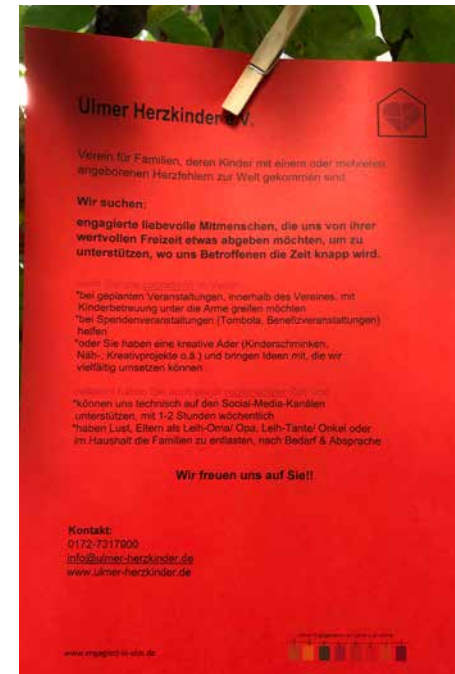 Ulmer Herzkinder e.V.
Verein für Familien, deren Kinder mit einem oder mehreren
angeborenen Herzfehlern zur Welt gekommen sind.
Wir suchen:
engagierte liebevolle Mitmenschen, die uns von ihrer
wertvollen Freizeit etwas abgeben möchten, um zu
unterstützen, wo uns Betroffenen die Zeit knapp wird.
*bei geplanten Veranstaltungen, innerhalb des Vereines, mit
Kinderbetreuung unter die Arme greifen möchten
*bei Spendenveranstaltungen (Tombola, Benefizveranstaltungen)
helfen
*oder Sie haben eine kreative Ader (Kinderschminken,
Näh-, Kreativprojekte o.ä.) und bringen Ideen mit, die wir
vielfältig umsetzen können
*können uns technisch auf den Social-Media-Kanälen
unterstützen, mit 1-2 Stunden wöchentlich
*haben Lust, Eltern als Leih-Oma/ Opa, Leih-Tante/ Onkel oder
im Haushalt die Familien zu entlasten, nach Bedarf & Absprache
Wir freuen uns auf Sie!!
Kontakt:
0172-7317900
info@ulmer-herzkinder.de
www.ulmer-herzkinder.de
www.engagiert-in-ulm.de